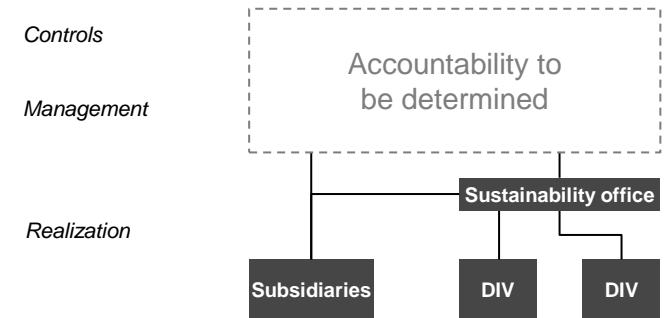 Controls
Accountability to
be determined
Management
Sustainability office
Realization
Subsidiaries
DIV
DIV